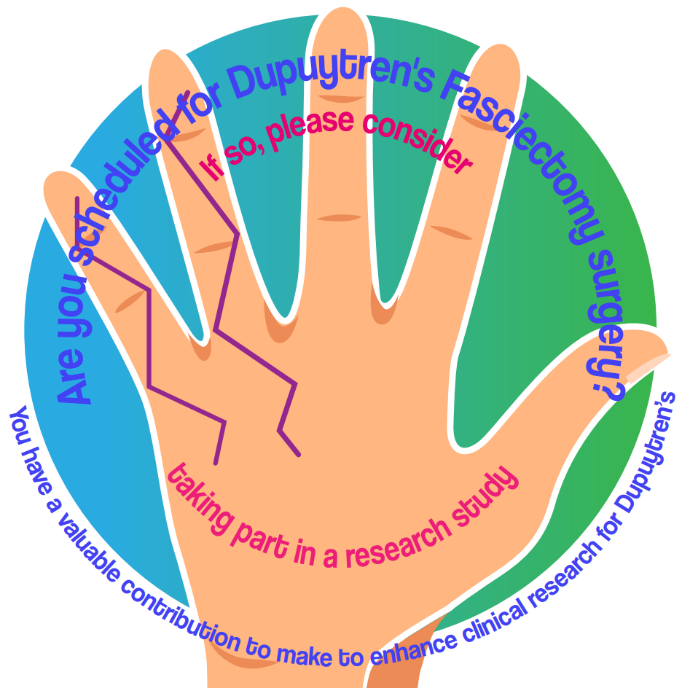 Are you scheduled for Dupuytren's Fasciectomy surgery?
If so, please consider
taking part in a research study
You have a valuable contribution to make to enhance clinical research for Dupuytren's